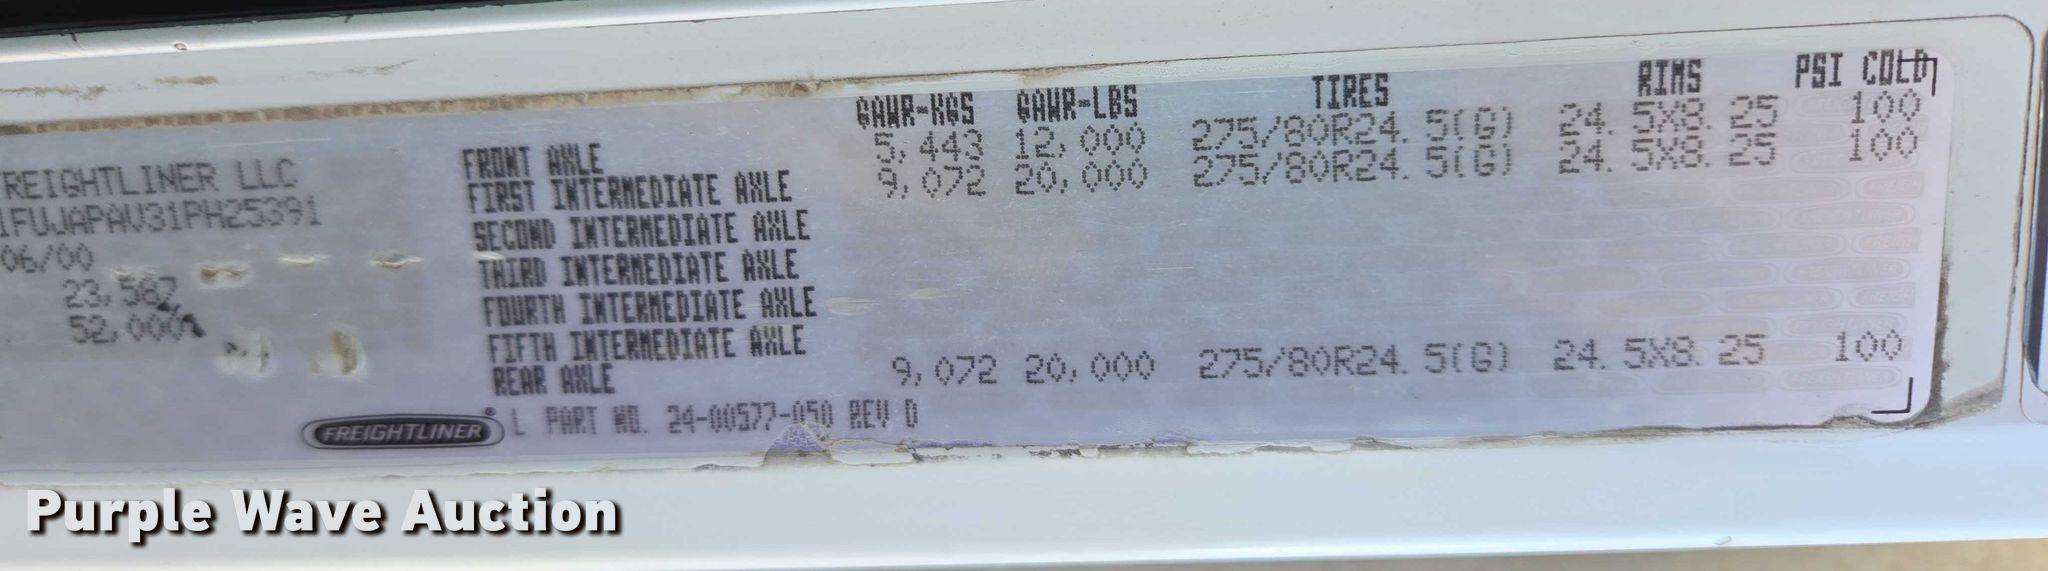 GAWR-KGS GAWR-LBS TIRES RIMS PSI COLD
FRONT AXLE 5,443 12,000 275/80R24.5(G) 24.5X8.25 100
FIRST INTERMEDIATE AXLE 9,072 20,000 275/80R24.5(G) 24.5X8.25 100
SECOND INTERMEDIATE AXLE
THIRD INTERMEDIATE AXLE
FOURTH INTERMEDIATE AXLE
FIFTH INTERMEDIATE AXLE
REAR AXLE 9,072 20,000 275/80R24.5(G) 24.5X8.25 100
REIGHTLINER LLC
1FUJAPAV31PH25391
06/00
23,587
52,000
FREIGHTLINER
L PART NO. 24-00577-050 REV D
Purple Wave Auction